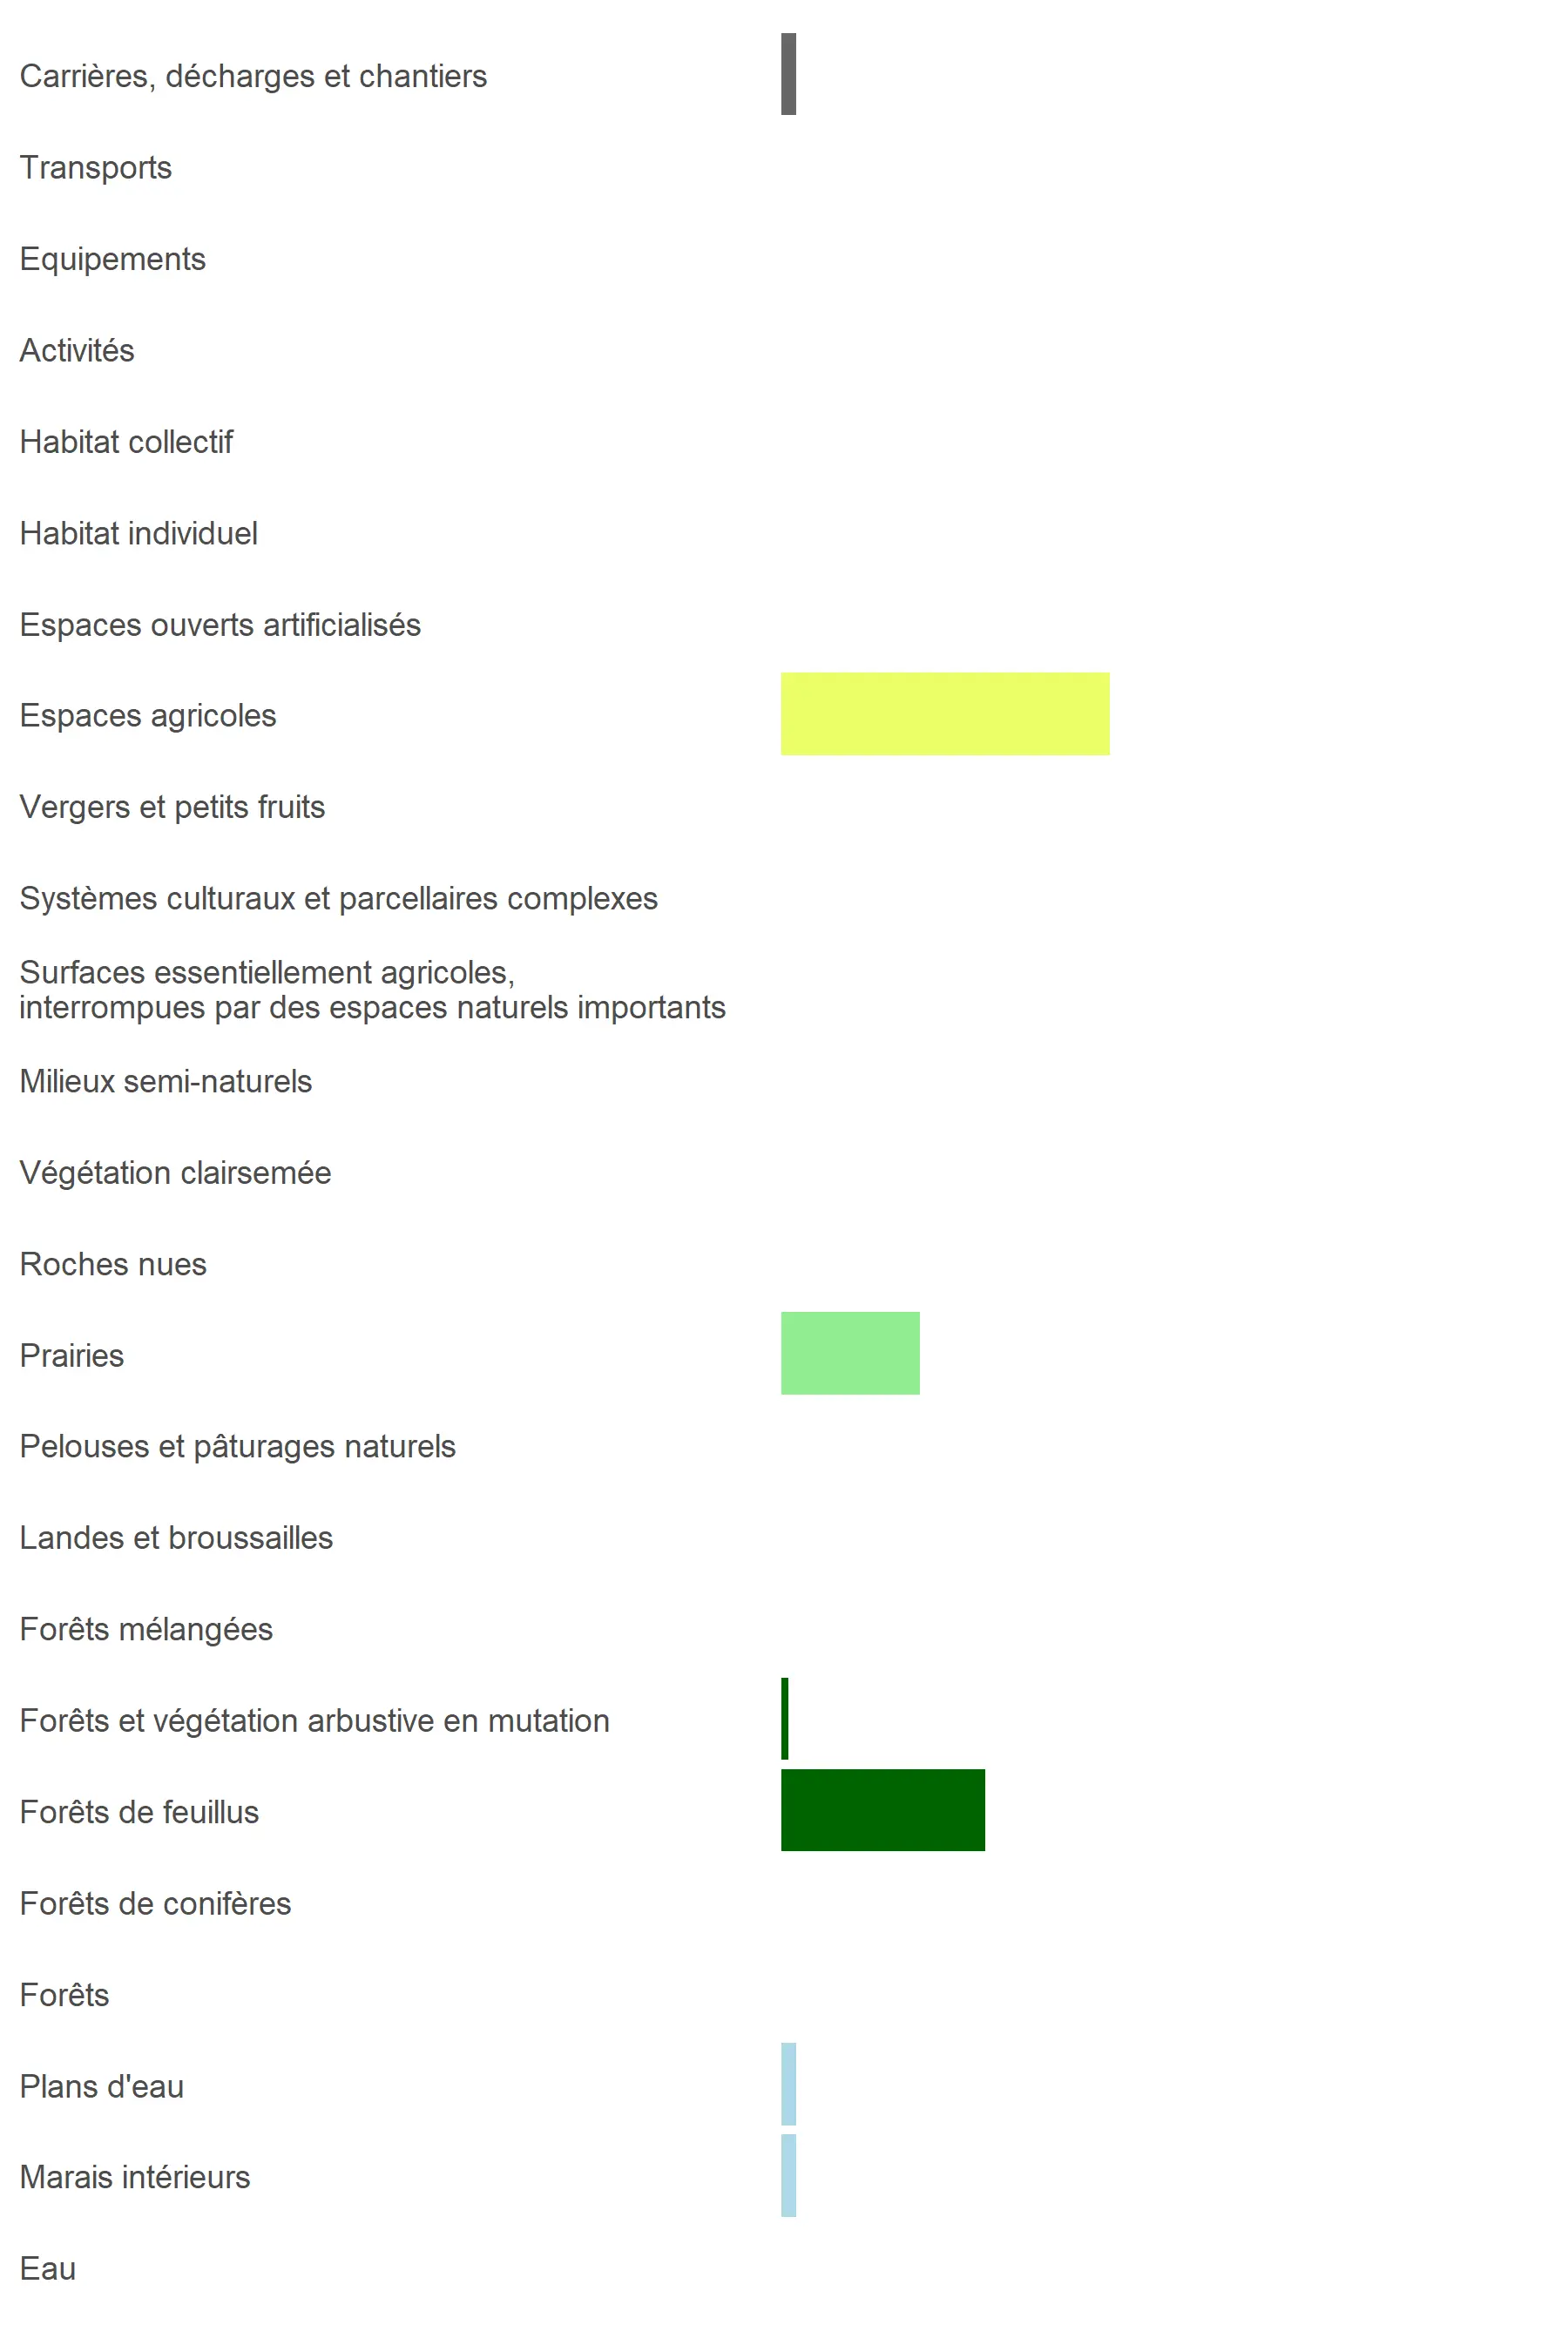 Carrières, décharges et chantiers
Transports
Equipements
Activités
Habitat collectif
Habitat individuel
Espaces ouverts artificialisés
Espaces agricoles
Vergers et petits fruits
Systèmes culturaux et parcellaires complexes
Surfaces essentiellement agricoles,
interrompues par des espaces naturels importants
Milieux semi-naturels
Végétation clairsemée
Roches nues
Prairies
Pelouses et pâturages naturels
Landes et broussailles
Forêts mélangées
Forêts et végétation arbustive en mutation
Forêts de feuillus
Forêts de conifères
Forêts
Plans d'eau
Marais intérieurs
Eau